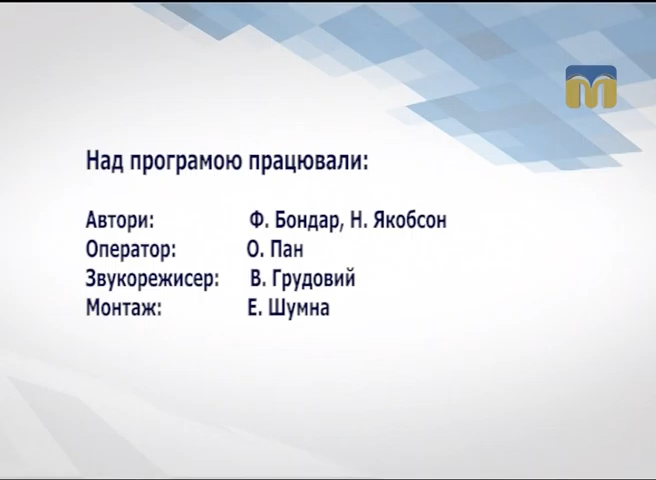 Над програмою працювали:
Автори: Ф. Бондар, Н. Якобсон
Оператор: О. Пан
Звукорежисер: В. Грудовий
Монтаж: Е. Шумна